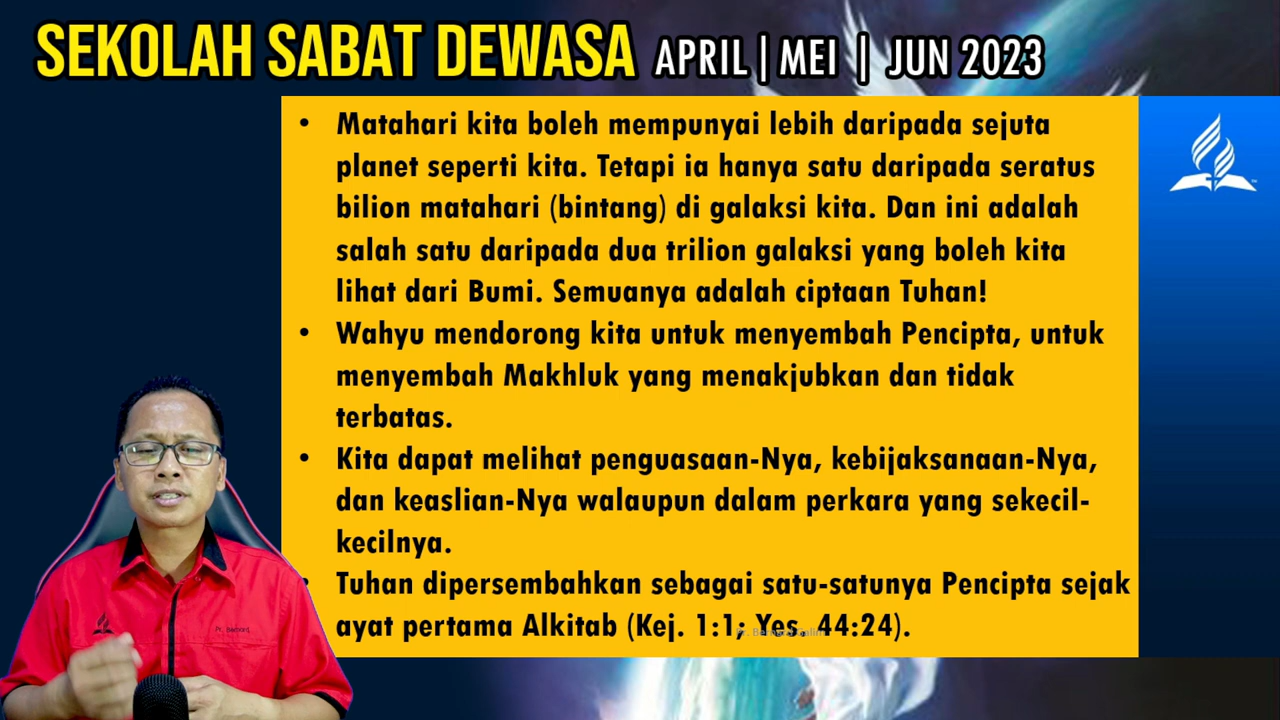 SEKOLAH SABAT DEWASA APRIL | MEI | JUN 2023
• Matahari kita boleh mempunyai lebih daripada sejuta
planet seperti kita. Tetapi ia hanya satu daripada seratus
bilion matahari (bintang) di galaksi kita. Dan ini adalah
salah satu daripada dua trilion galaksi yang boleh kita
lihat dari Bumi. Semuanya adalah ciptaan Tuhan!
• Wahyu mendorong kita untuk menyembah Pencipta, untuk
menyembah Makhluk yang menakjubkan dan tidak
terbatas.
• Kita dapat melihat penguasaan-Nya, kebijaksanaan-Nya,
dan keaslian-Nya walaupun dalam perkara yang sekecil-
kecilnya.
• Tuhan dipersembahkan sebagai satu-satunya Pencipta sejak
ayat pertama Alkitab (Kej. 1:1; Yes. 44:24).
Pr. Bernard